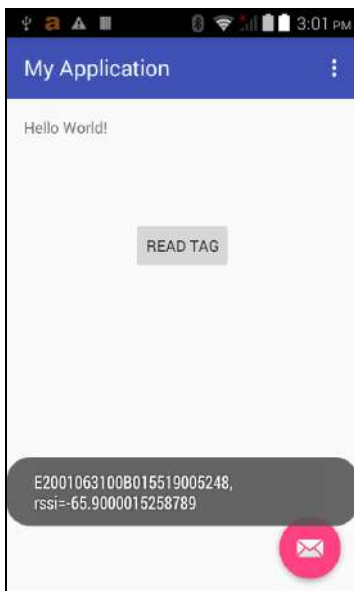 3:01 PM
My Application
Hello World!
READ TAG
E2001063100B015519005248,
rssi=-65.9000015258789